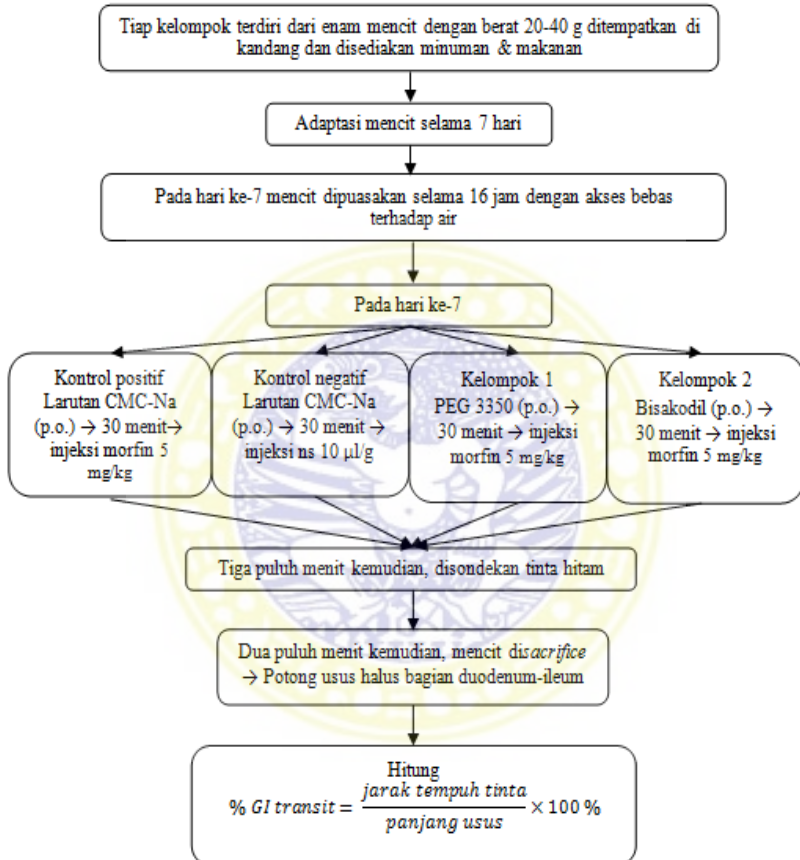 Tiap kelompok terdiri dari enam mencit dengan berat 20-40 g ditempatkan di
kandang dan disediakan minuman & makanan
Adaptasi mencit selama 7 hari
Pada hari ke-7 mencit dipuasakan selama 16 jam dengan akses bebas
terhadap air
Pada hari ke-7
Kontrol positif
Larutan CMC-Na
(p.o.) → 30 menit→
injeksi morfin 5
mg/kg
Kontrol negatif
Larutan CMC-Na
(p.o.) → 30 menit →
injeksi ns 10 µl/g
Kelompok 1
PEG 3350 (p.o.) →
30 menit → injeksi
morfin 5 mg/kg
Kelompok 2
Bisakodil (p.o.) →
30 menit → injeksi
morfin 5 mg/kg
Tiga puluh menit kemudian, disondekan tinta hitam
Dua puluh menit kemudian, mencit disacrifice
→ Potong usus halus bagian duodenum-ileum
Hitung
% GI transit = jarak tempuh tinta / panjang usus × 100 %